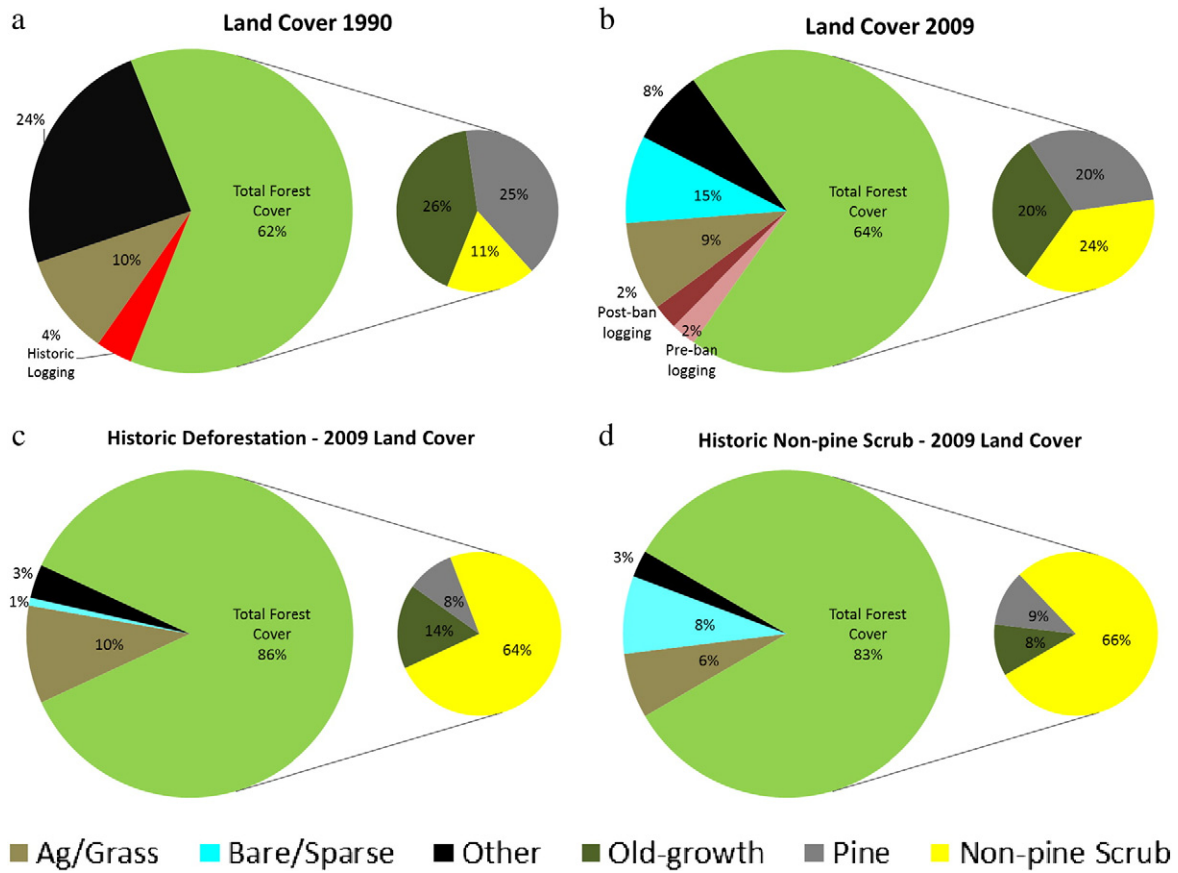 a
Land Cover 1990
24%
10%
4%
Historic
Logging
Total Forest
Cover
62%
26%
25%
11%
b
Land Cover 2009
8%
15%
9%
2%
Post-ban
logging
2%
Pre-ban
logging
Total Forest
Cover
64%
20%
20%
24%
c
Historic Deforestation - 2009 Land Cover
3%
1%
10%
Total Forest
Cover
86%
8%
14%
64%
d
Historic Non-pine Scrub - 2009 Land Cover
3%
8%
6%
Total Forest
Cover
83%
9%
8%
66%
Ag/Grass Bare/Sparse Other Old-growth Pine Non-pine Scrub